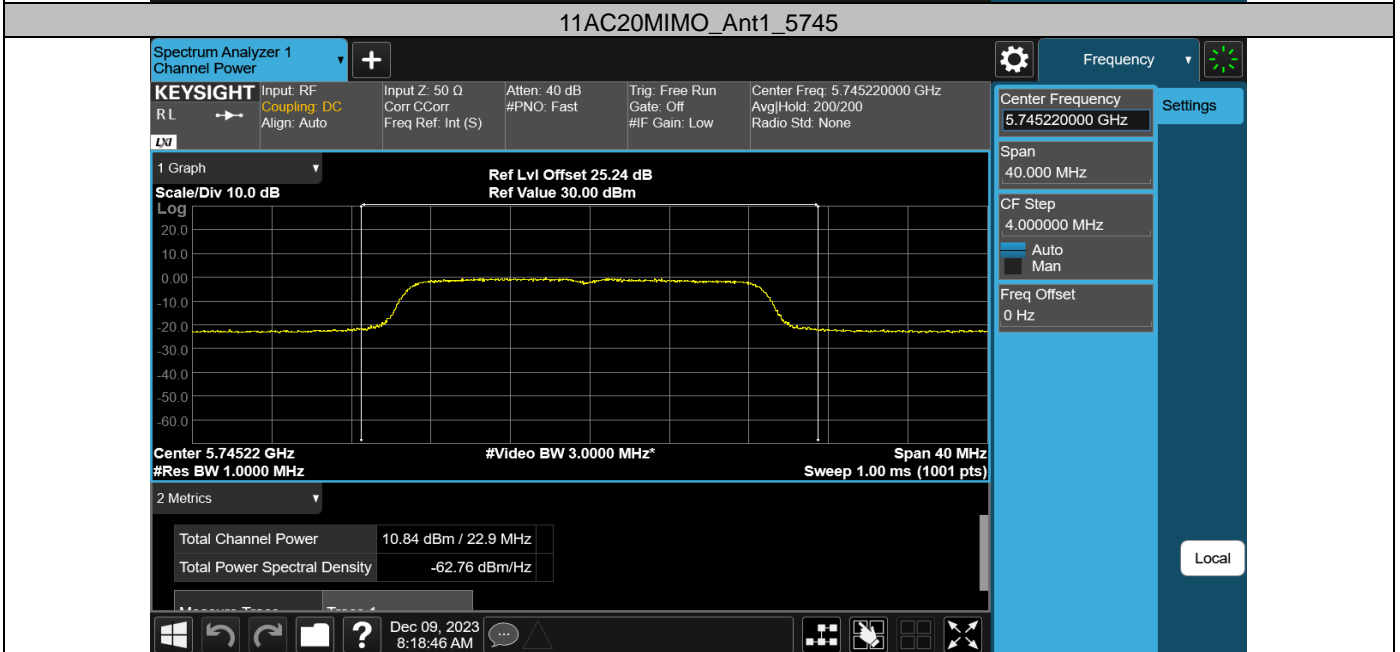 11AC20MIMO_Ant1_5745
Spectrum Analyzer 1
Channel Power
Frequency
KEYSIGHT
R L
LXI
Input: RF
Coupling: DC
Align: Auto
Input Z: 50 Ω
Corr CCorr
Freq Ref: Int (S)
Atten: 40 dB
#PNO: Fast
Trig: Free Run
Gate: Off
#IF Gain: Low
Center Freq: 5.745220000 GHz
Avg|Hold: 200/200
Radio Std: None
Center Frequency
5.745220000 GHz
Settings
Span
40.000 MHz
CF Step
4.000000 MHz
Auto
Man
Freq Offset
0 Hz
1 Graph
Scale/Div 10.0 dB
Ref Lvl Offset 25.24 dB
Ref Value 30.00 dBm
Log
20.0
10.0
0.00
-10.0
-20.0
-30.0
-40.0
-50.0
-60.0
Center 5.74522 GHz
#Video BW 3.0000 MHz*
Span 40 MHz
#Res BW 1.0000 MHz
Sweep 1.00 ms (1001 pts)
2 Metrics
Total Channel Power 10.84 dBm / 22.9 MHz
Total Power Spectral Density -62.76 dBm/Hz
Local
Dec 09, 2023
8:18:46 AM